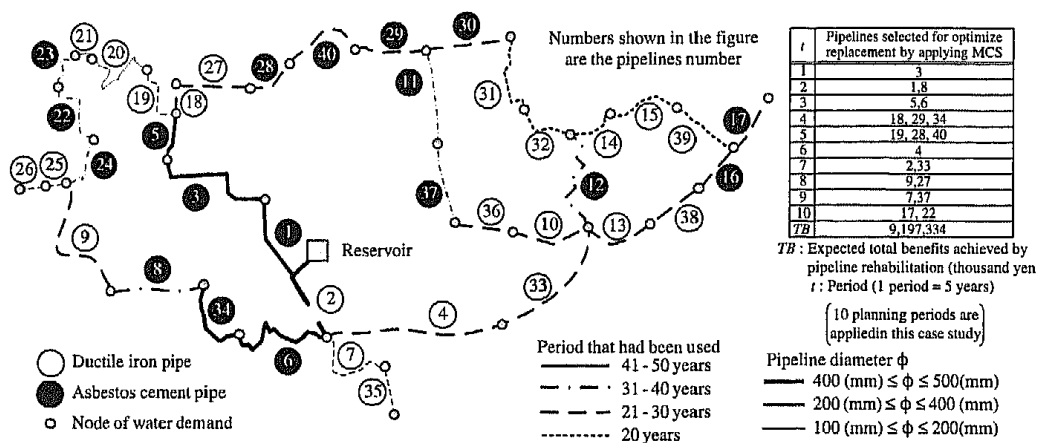 21
20
23
19
27
28
40
29
30
18
22
5
24
26
25
3
9
1
Reservoir
8
34
2
6
7
4
35
33
11
37
36
10
31
32
14
15
39
17
12
16
13
38
Numbers shown in the figure
are the pipelines number
t Pipelines selected for optimize
replacement by applying MCS
1 3
2 1,8
3 5,6
4 18, 29, 34
5 19, 28, 40
6 4
7 2,33
8 9,27
9 7,37
10 17, 22
TB 9,197,334
TB : Expected total benefits achieved by
pipeline rehabilitation (thousand yen
t : Period (1 period = 5 years)
10 planning periods are
appliedin this case study
Ductile iron pipe
Asbestos cement pipe
Node of water demand
Period that had been used
41 - 50 years
31 - 40 years
21 - 30 years
20 years
Pipeline diameter ϕ
400 (mm) ≤ ϕ ≤ 500(mm)
200 (mm) ≤ ϕ ≤ 400(mm)
100 (mm) ≤ ϕ ≤ 200(mm)